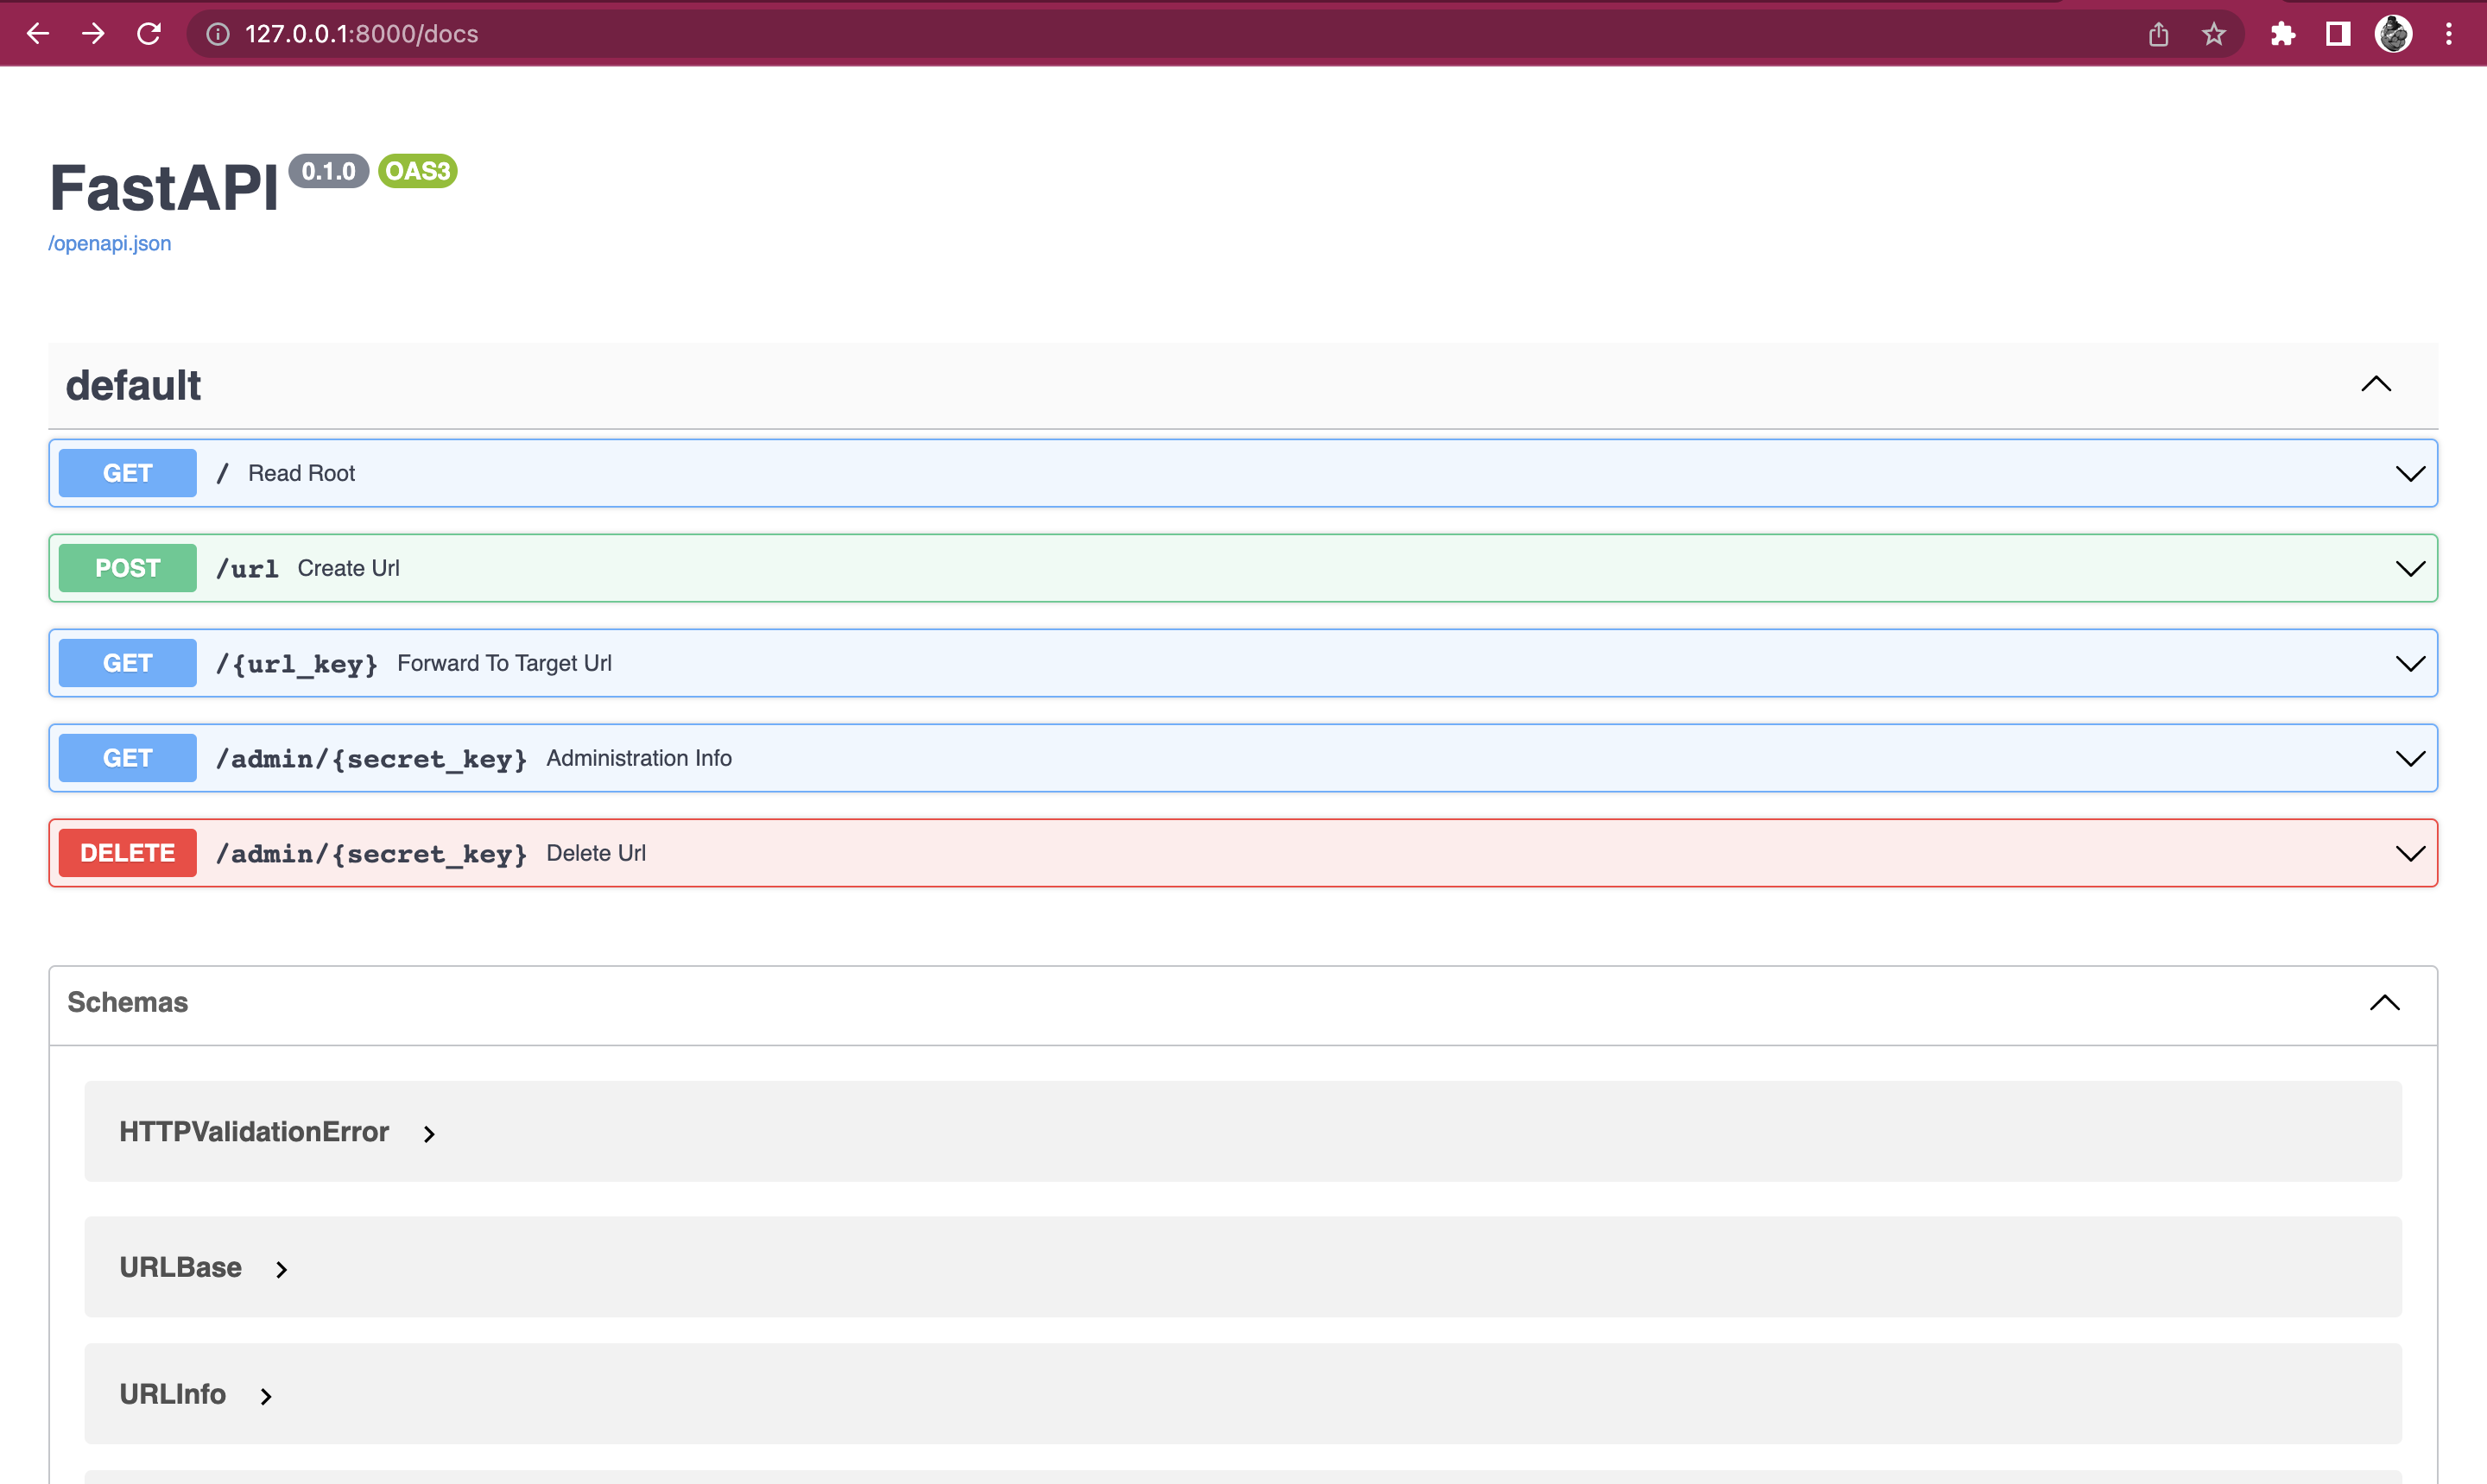 127.0.0.1:8000/docs
FastAPI 0.1.0 OAS3
/openapi.json
default
GET / Read Root
POST /url Create Url
GET /{url_key} Forward To Target Url
GET /admin/{secret_key} Administration Info
DELETE /admin/{secret_key} Delete Url
Schemas
HTTPValidationError
URLBase
URLInfo